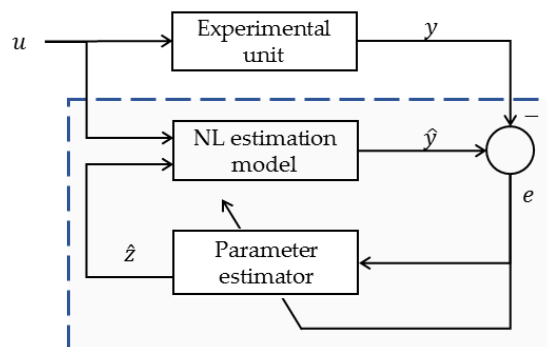 Experimental
unit
u
y
−
NL estimation
model
ŷ
e
ẑ
Parameter
estimator